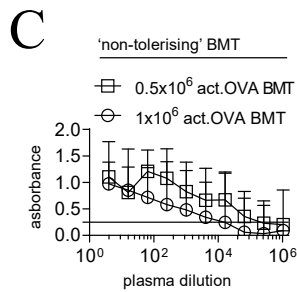 C
'non-tolerising' BMT
0.5x10⁶ act.OVA BMT
1x10⁶ act.OVA BMT
2.0
1.5
1.0
0.5
0.0
asborbance
10⁰ 10² 10⁴ 10⁶
plasma dilution